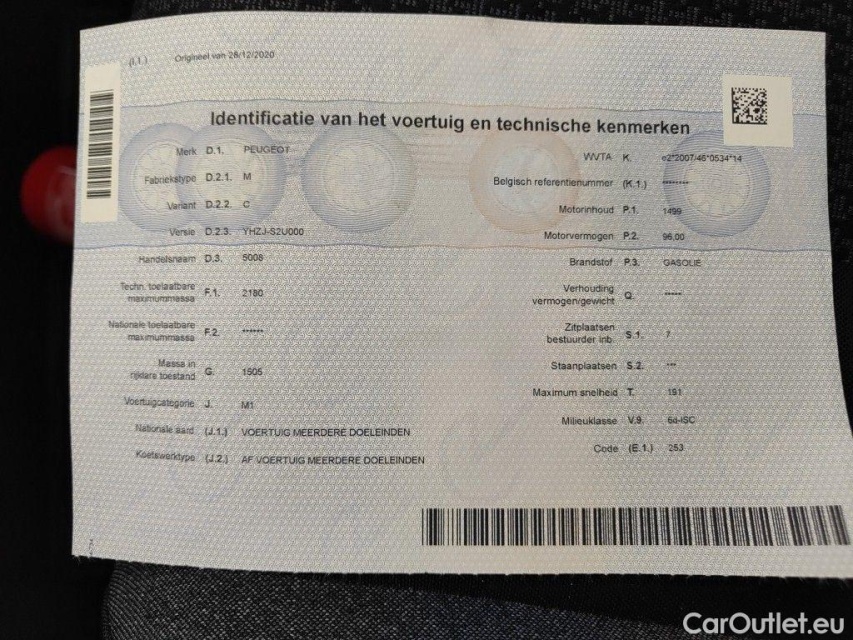 (I.1.) Origineel van 28/12/2020
Identificatie van het voertuig en technische kenmerken
Merk D.1. PEUGEOT
Fabriekstype D.2.1. M
Variant D.2.2. C
Versie D.2.3. YHZJ-S2U000
Handelsnaam D.3. 5008
Techn. toelaatbare
maximummassa F.1. 2180
Nationale toelaatbare
maximummassa F.2. ******
Massa in
rijklare toestand G. 1505
Voertuigcategorie J. M1
Nationale aard (J.1.) VOERTUIG MEERDERE DOELEINDEN
Koetswerktype (J.2.) AF VOERTUIG MEERDERE DOELEINDEN
WVTA K. e2*2007/46*0534*14
Belgisch referentienummer (K.1.) ********
Motorinhoud P.1. 1499
Motorvermogen P.2. 96,00
Brandstof P.3. GASOLIE
Verhouding
vermogen/gewicht Q. *****
Zitplaatsen
bestuurder inb. S.1. 7
Staanplaatsen S.2. ***
Maximum snelheid T. 191
Milieuklasse V.9. 6d-ISC
Code (E.1.) 253
CarOutlet.eu